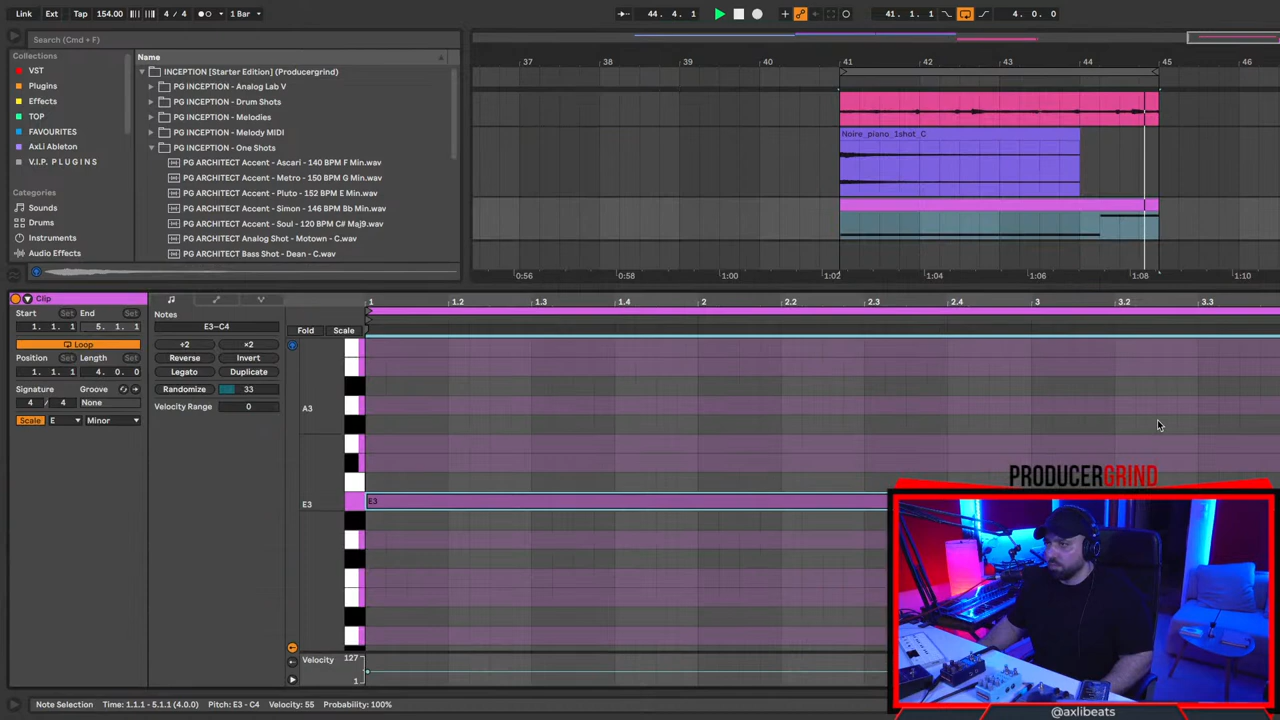 Link Ext Tap 154.00 4 / 4 1 Bar 44. 4. 1 41. 1. 1 4. 0. 0
Search (Cmd + F)
Collections
VST
Plugins
Effects
TOP
FAVOURITES
AxLi Ableton
V.I.P. P L U G I N S
Categories
Sounds
Drums
Instruments
Audio Effects
Name
INCEPTION [Starter Edition] (Producergrind)
PG INCEPTION - Analog Lab V
PG INCEPTION - Drum Shots
PG INCEPTION - Melodies
PG INCEPTION - Melody MIDI
PG INCEPTION - One Shots
PG ARCHITECT Accent - Ascari - 140 BPM F Min.wav
PG ARCHITECT Accent - Metro - 150 BPM G Min.wav
PG ARCHITECT Accent - Pluto - 152 BPM E Min.wav
PG ARCHITECT Accent - Simon - 146 BPM Bb Min.wav
PG ARCHITECT Accent - Soul - 120 BPM C# Maj9.wav
PG ARCHITECT Analog Shot - Motown - C.wav
PG ARCHITECT Bass Shot - Dean - C.wav
37 38 39 40 41 42 43 44 45 46
Noire_piano_1shot_C
0:56 0:58 1:00 1:02 1:04 1:06 1:08 1:10
Clip
Start Set End Set
1. 1. 1 5. 1. 1
Loop
Position Set Length Set
1. 1. 1 4. 0. 0
Signature Groove
4 / 4 None
Scale E Minor
Notes
E3–C4
÷2 ×2
Reverse Invert
Legato Duplicate
Randomize 33
Velocity Range 0
1 1.2 1.3 1.4 2 2.2 2.3 2.4 3 3.2 3.3
Fold Scale
A3
E3 E3
Velocity 127
1
PRODUCERGRIND
@axlibeats
Note Selection Time: 1.1.1 - 5.1.1 (4.0.0) Pitch: E3 - C4 Velocity: 55 Probability: 100%